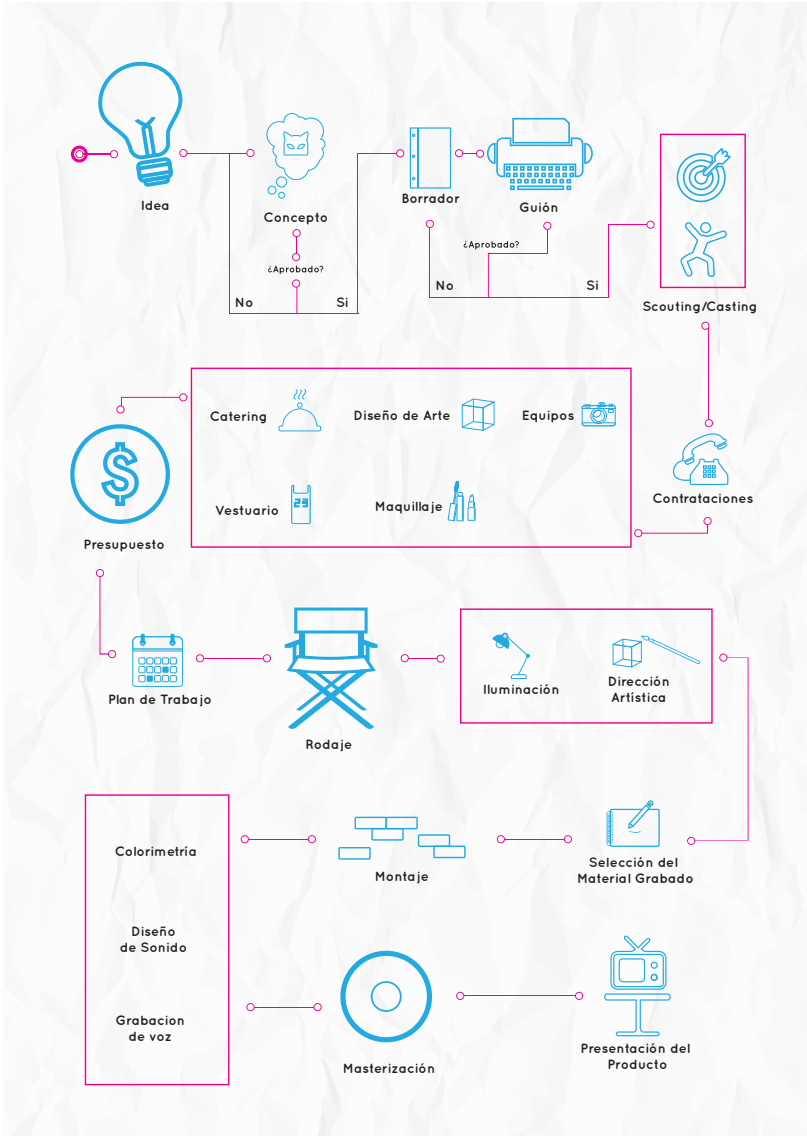 Idea
Concepto
¿Aprobado?
No
Si
Borrador
Guión
¿Aprobado?
No
Si
Scouting/Casting
Catering
Diseño de Arte
Equipos
Vestuario
23
Maquillaje
Contrataciones
$
Presupuesto
Plan de Trabajo
Rodaje
Iluminación
Dirección
Artística
Colorimetría
Diseño
de Sonido
Grabacion
de voz
Montaje
Selección del
Material Grabado
Masterización
Presentación del
Producto